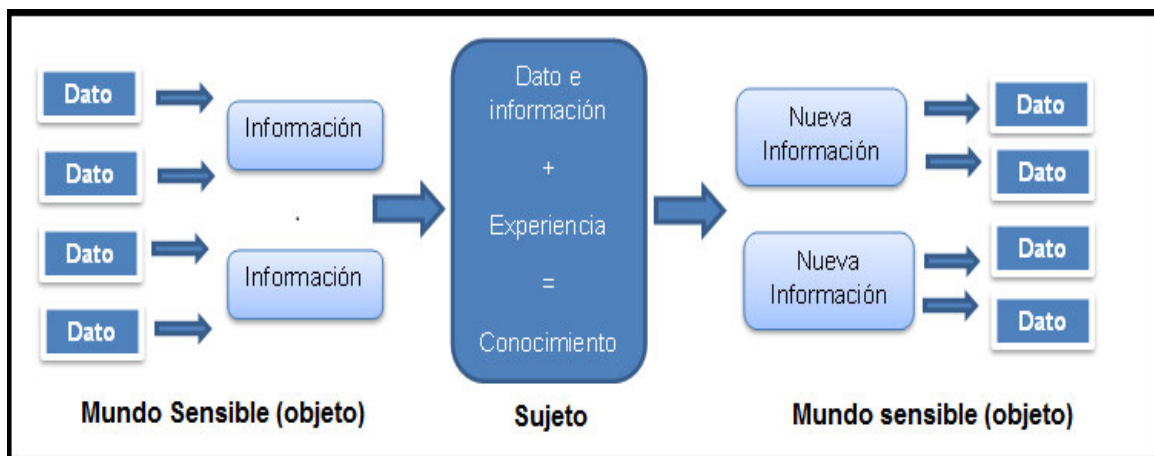 Dato
Dato
Dato
Dato
Información
.
Información
Mundo Sensible (objeto)
Dato e
información
+
Experiencia
=
Conocimiento
Sujeto
Nueva
Información
Nueva
Información
Dato
Dato
Dato
Dato
Mundo sensible (objeto)